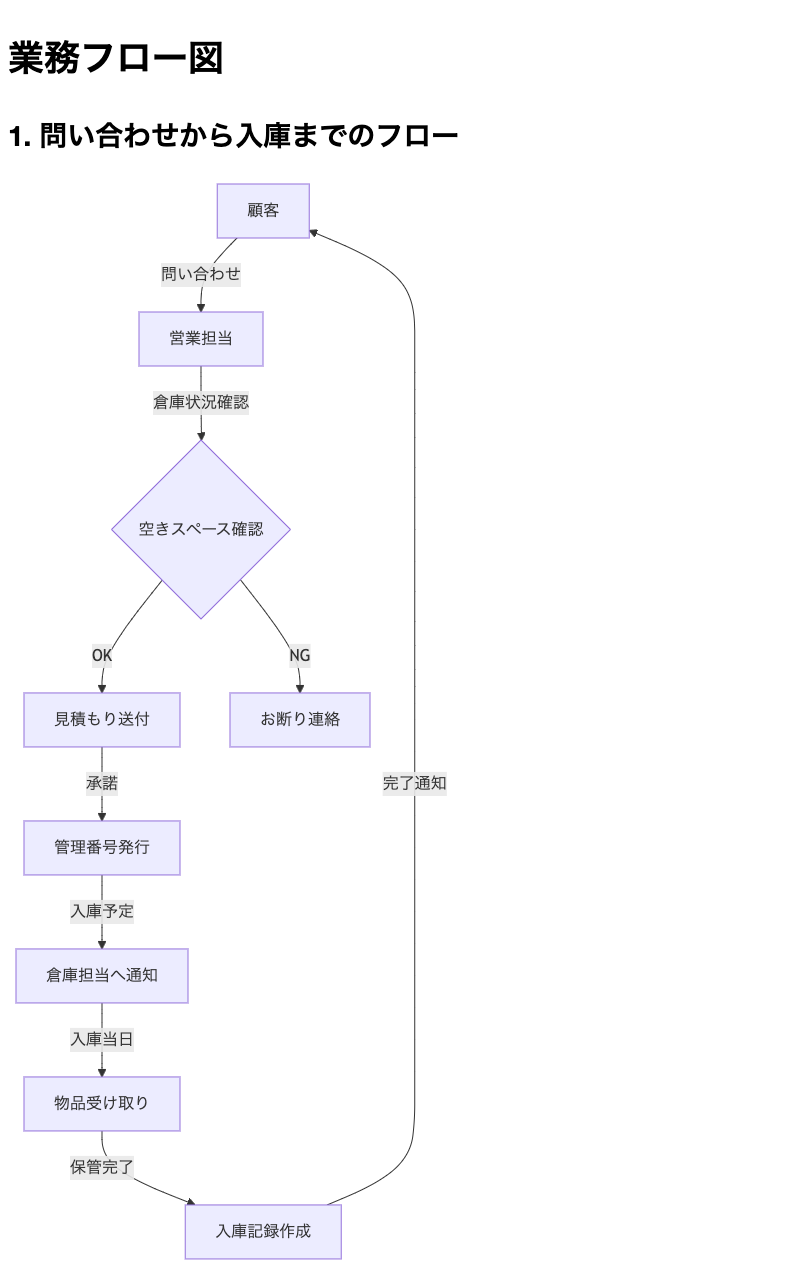 業務フロー図
1. 問い合わせから入庫までのフロー
顧客
問い合わせ
営業担当
倉庫状況確認
空きスペース確認
OK
NG
見積もり送付
お断り連絡
承諾
完了通知
管理番号発行
入庫予定
倉庫担当へ通知
入庫当日
物品受け取り
保管完了
入庫記録作成